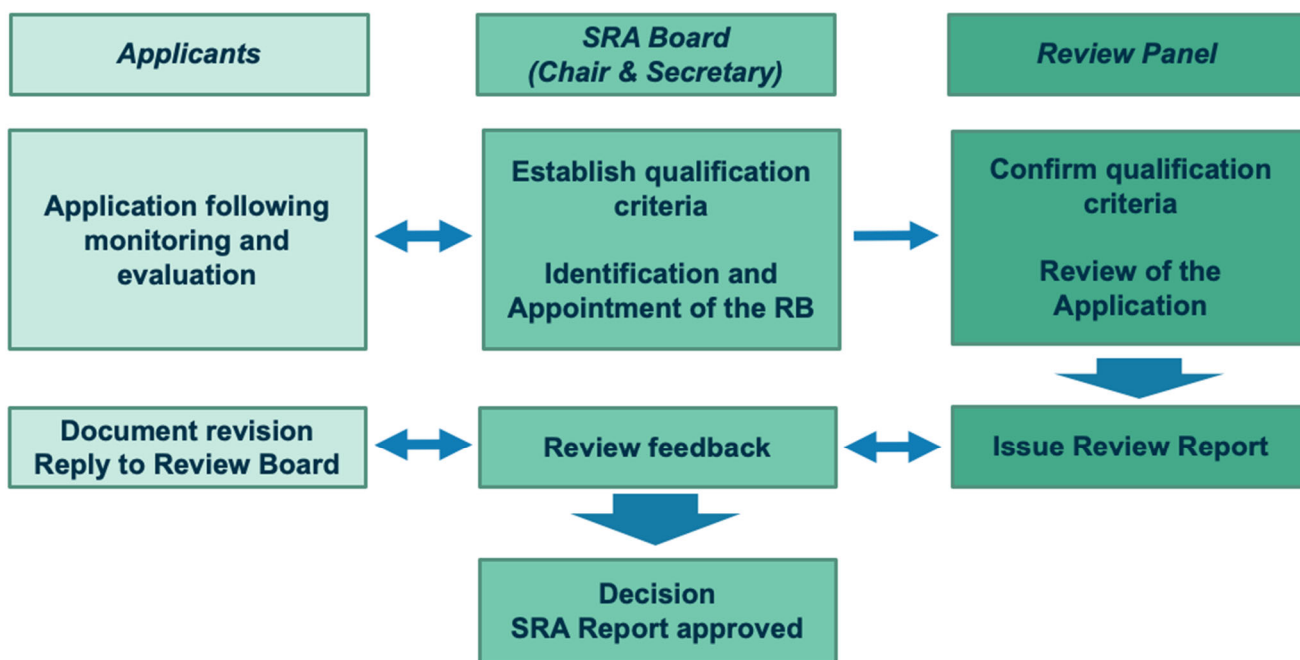 Applicants
SRA Board
(Chair & Secretary)
Review Panel
Application following
monitoring and
evaluation
Establish qualification
criteria
Identification and
Appointment of the RB
Confirm qualification
criteria
Review of the
Application
Document revision
Reply to Review Board
Review feedback
Issue Review Report
Decision
SRA Report approved